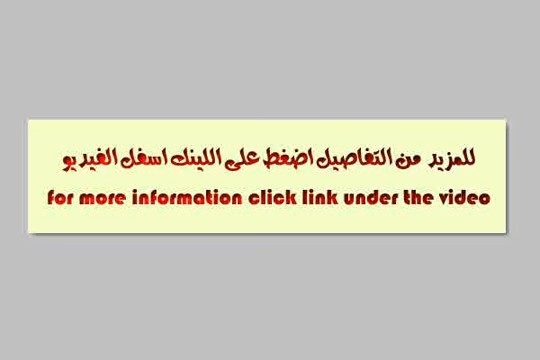 للمزيد من التفاصيل اضغط على اللينك اسفل الفيديو
for more information click link under the video